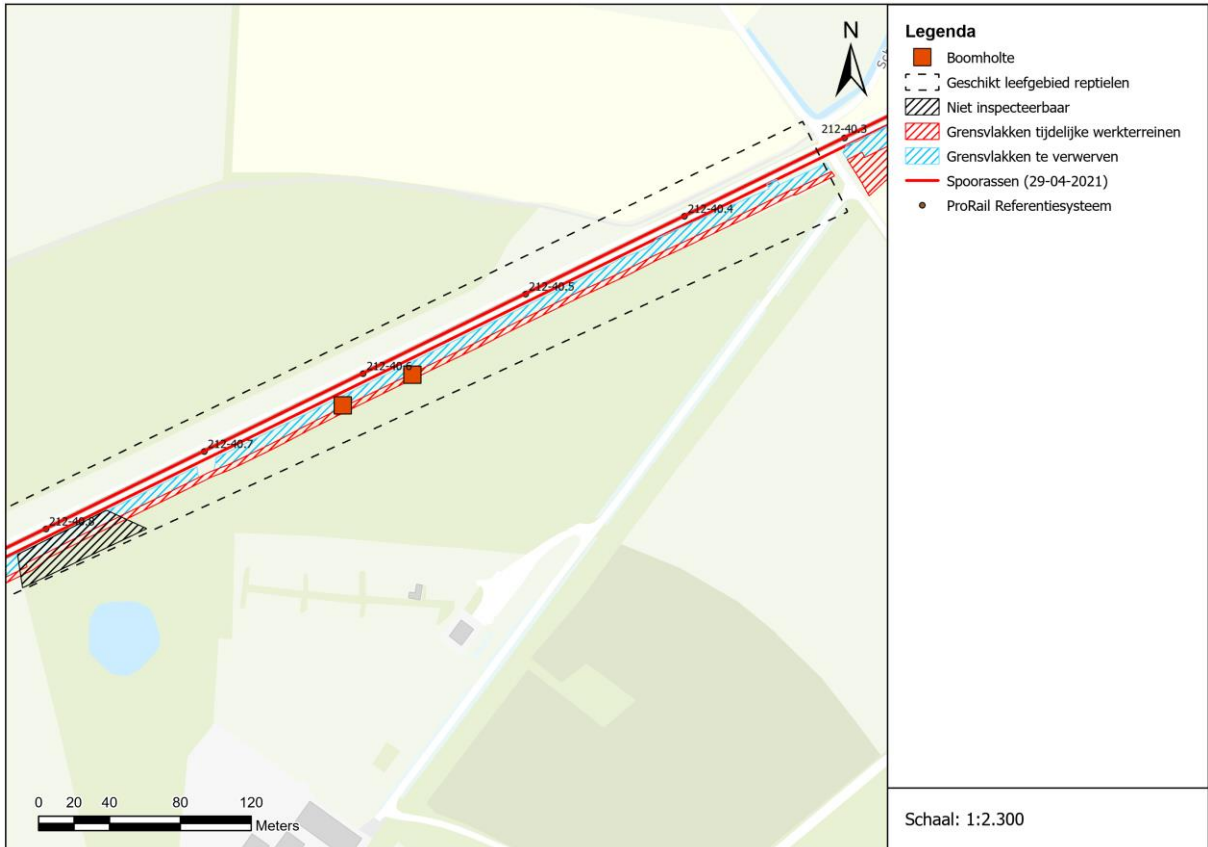 N
Sch
212-40.3
212-40.4
212-40.5
212-40.6
212-40.7
212-40.8
0 20 40 80 120
Meters
Legenda
Boomholte
Geschikt leefgebied reptielen
Niet inspecteerbaar
Grensvlakken tijdelijke werkterreinen
Grensvlakken te verwerven
Spoorassen (29-04-2021)
ProRail Referentiesysteem
Schaal: 1:2.300